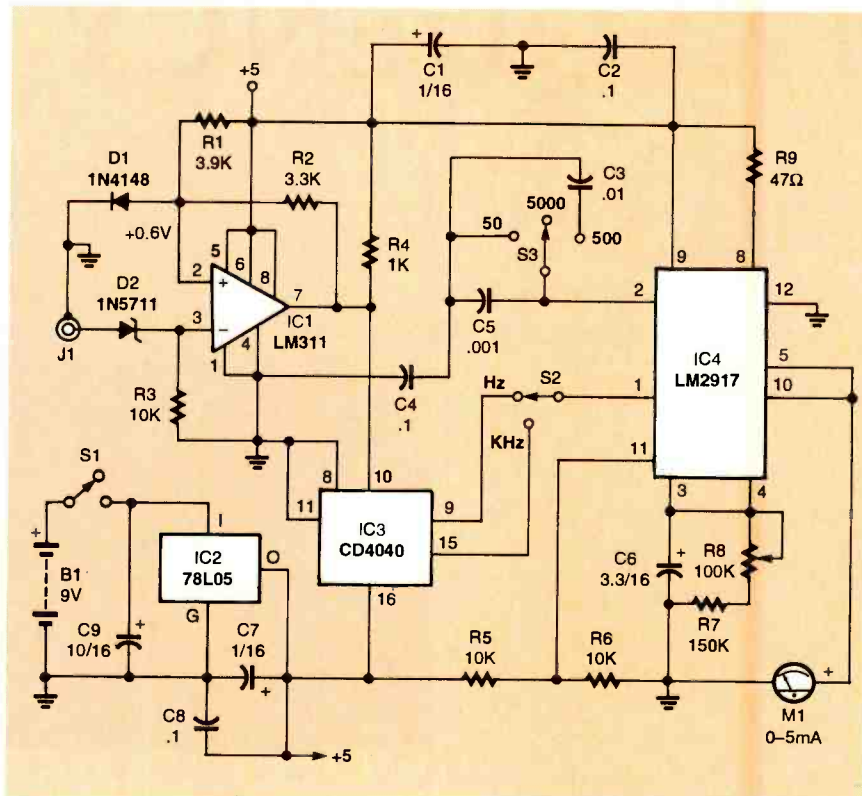 +
C1
1/16
C2
.1
+5
R1
3.9K
R2
3.3K
R9
47Ω
D1
1N4148
C3
.01
5000
50
500
+0.6V
R4
1K
S3
5
6
8
9
8
2
+
7
2
12
D2
1N5711
IC1
LM311
C5
.001
3
−
4
IC4
LM2917
5
J1
1
Hz
S2
1
10
C4
.1
KHz
R3
10K
11
S1
8
10
3
4
11
9
IC3
CD4040
15
I
+
C6
3.3/16
+
R8
100K
IC2
78L05
O
B1
9V
16
G
R7
150K
C9
10/16
+
C7
1/16
R5
10K
R6
10K
+
+
C8
.1
M1
0–5mA
+5